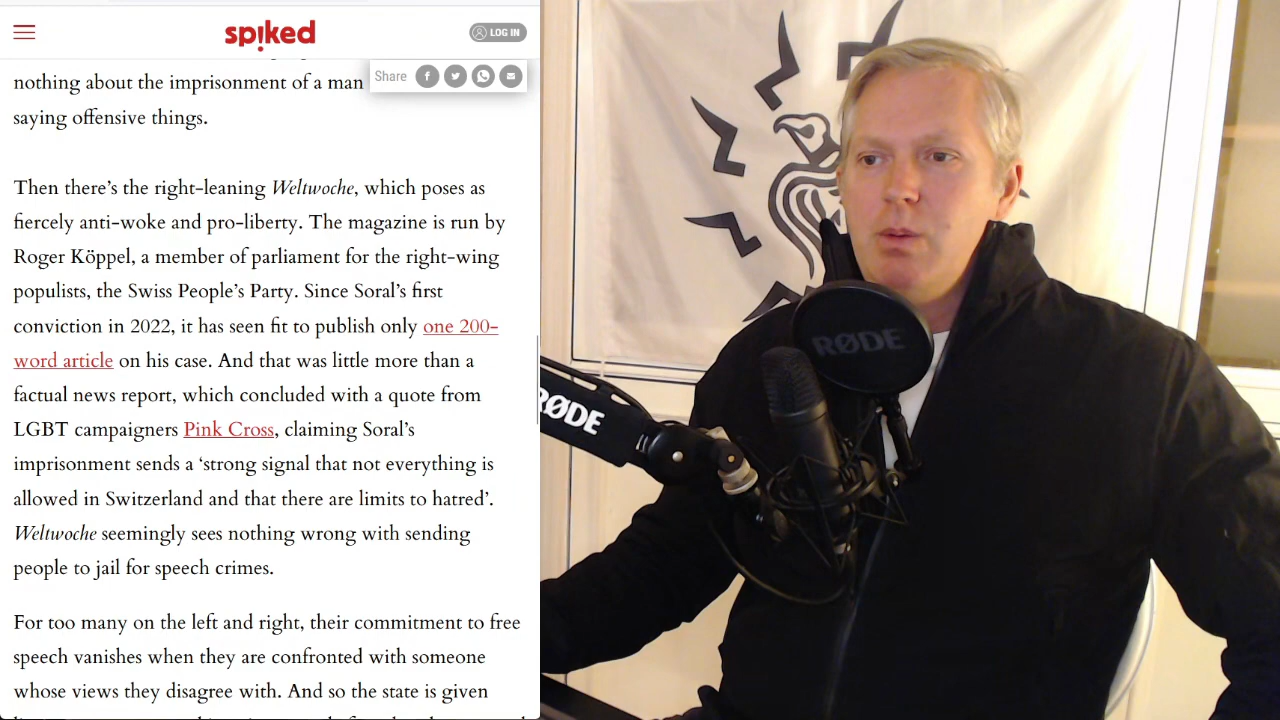 spiked
LOG IN
nothing about the imprisonment of a man
Share
saying offensive things.
Then there's the right-leaning Weltwoche, which poses as
fiercely anti-woke and pro-liberty. The magazine is run by
Roger Köppel, a member of parliament for the right-wing
populists, the Swiss People's Party. Since Soral's first
conviction in 2022, it has seen fit to publish only one 200-
word article on his case. And that was little more than a
factual news report, which concluded with a quote from
LGBT campaigners Pink Cross, claiming Soral's
imprisonment sends a ‘strong signal that not everything is
allowed in Switzerland and that there are limits to hatred’.
Weltwoche seemingly sees nothing wrong with sending
people to jail for speech crimes.
For too many on the left and right, their commitment to free
speech vanishes when they are confronted with someone
whose views they disagree with. And so the state is given
RØDE
RØDE